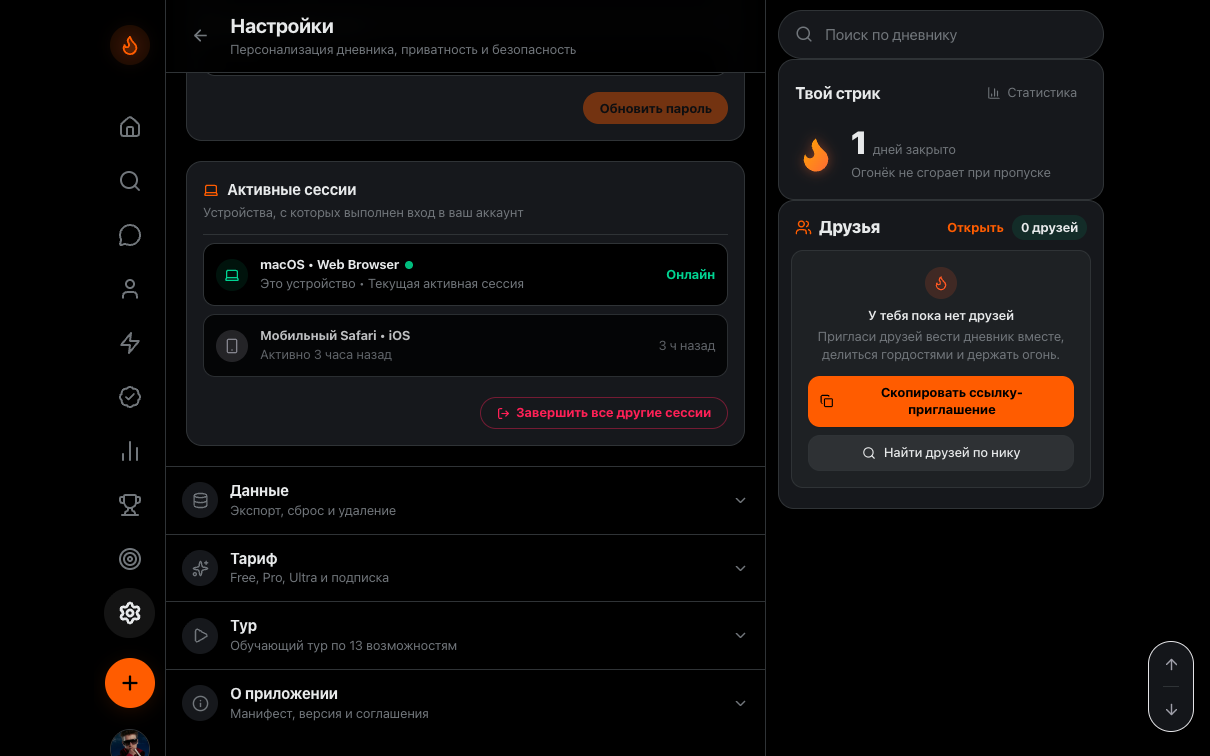 Настройки
Персонализация дневника, приватность и безопасность
Обновить пароль
Активные сессии
Устройства, с которых выполнен вход в ваш аккаунт
macOS • Web Browser
Это устройство • Текущая активная сессия
Онлайн
Мобильный Safari • iOS
Активно 3 часа назад
3 ч назад
Завершить все другие сессии
Данные
Экспорт, сброс и удаление
Тариф
Free, Pro, Ultra и подписка
Тур
Обучающий тур по 13 возможностям
О приложении
Манифест, версия и соглашения
Поиск по дневнику
Твой стрик
Статистика
1 дней закрыто
Огонёк не сгорает при пропуске
Друзья
Открыть
0 друзей
У тебя пока нет друзей
Пригласи друзей вести дневник вместе,
делиться гордостями и держать огонь.
Скопировать ссылку-
приглашение
Найти друзей по нику